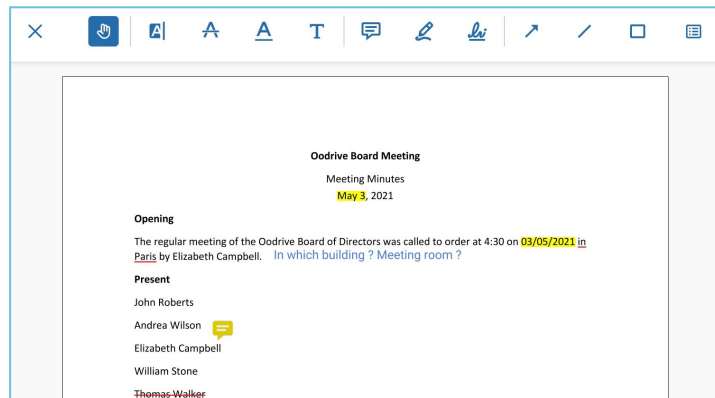 Oodrive Board Meeting
Meeting Minutes
May 3, 2021
Opening
The regular meeting of the Oodrive Board of Directors was called to order at 4:30 on 03/05/2021 in
Paris by Elizabeth Campbell. In which building ? Meeting room ?
Present
John Roberts
Andrea Wilson
Elizabeth Campbell
William Stone
Thomas Walker